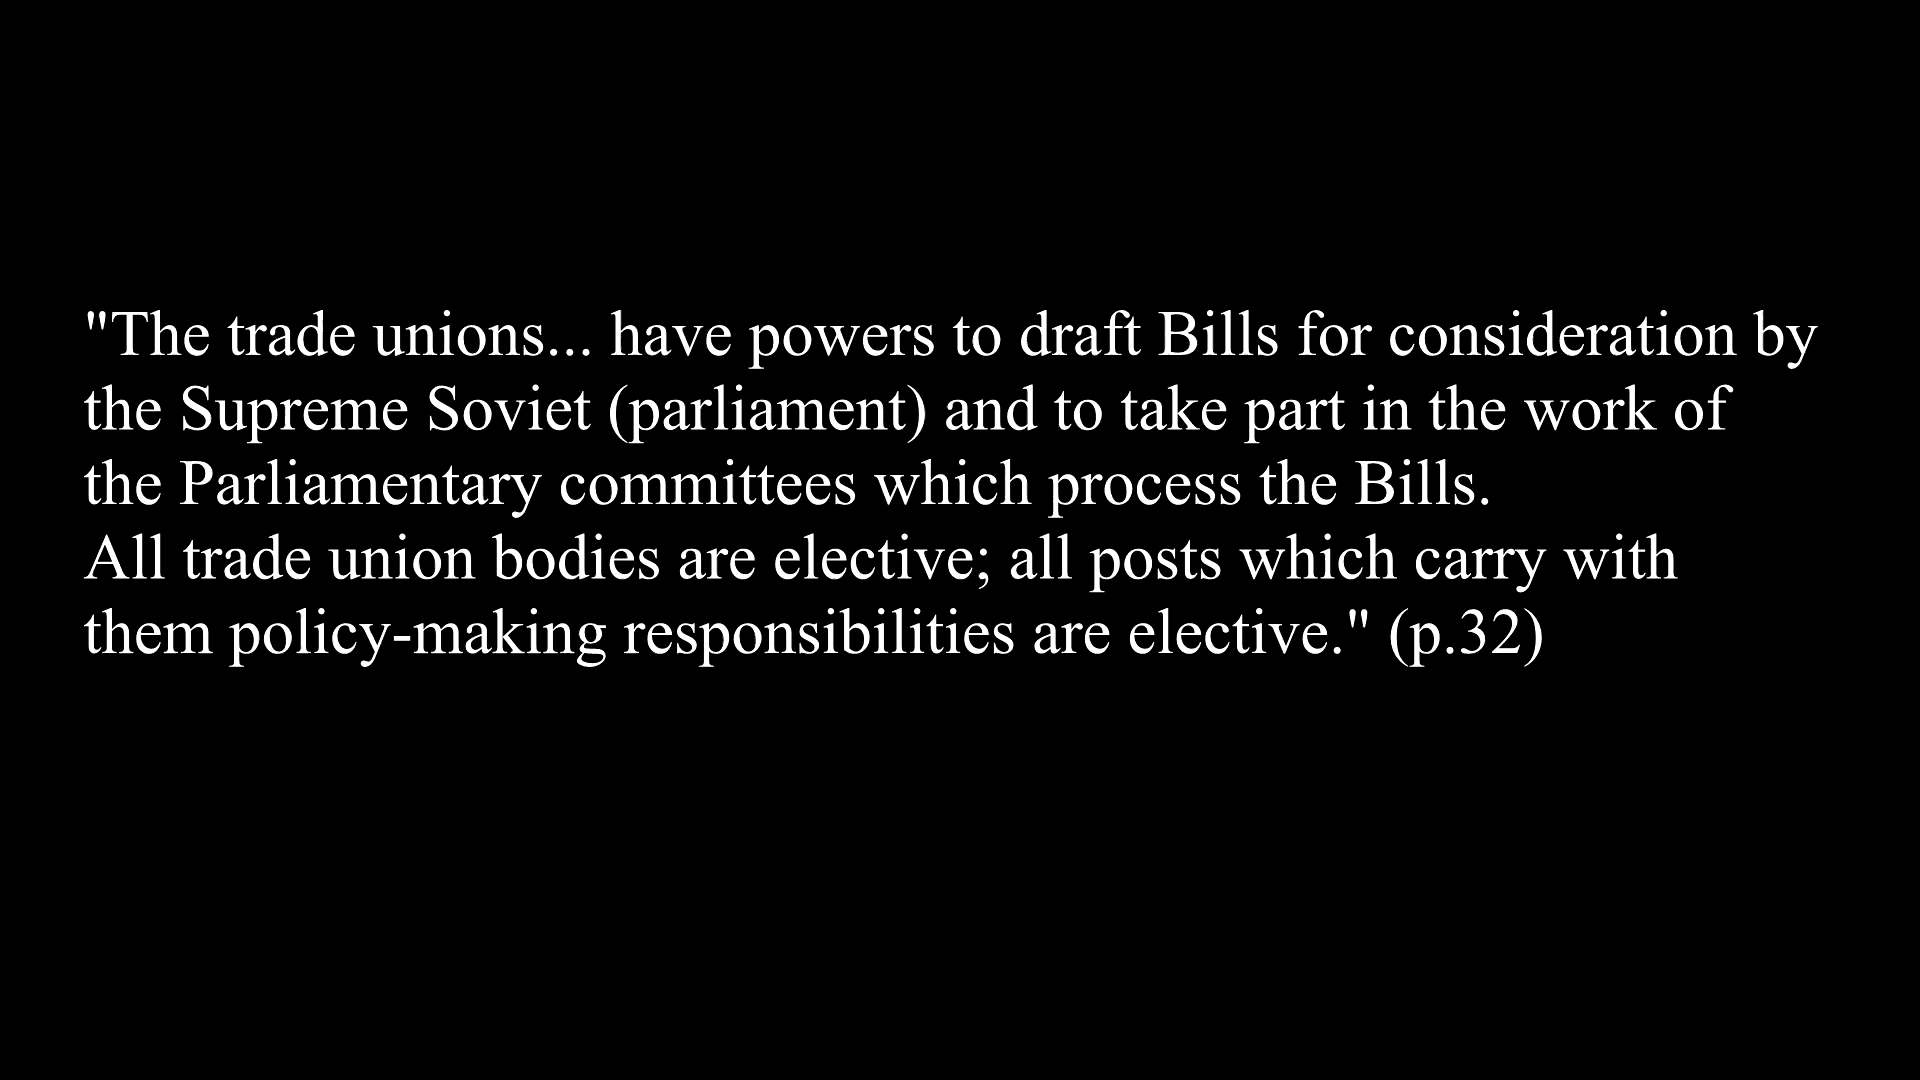 "The trade unions... have powers to draft Bills for consideration by
the Supreme Soviet (parliament) and to take part in the work of
the Parliamentary committees which process the Bills.
All trade union bodies are elective; all posts which carry with
them policy-making responsibilities are elective." (p.32)